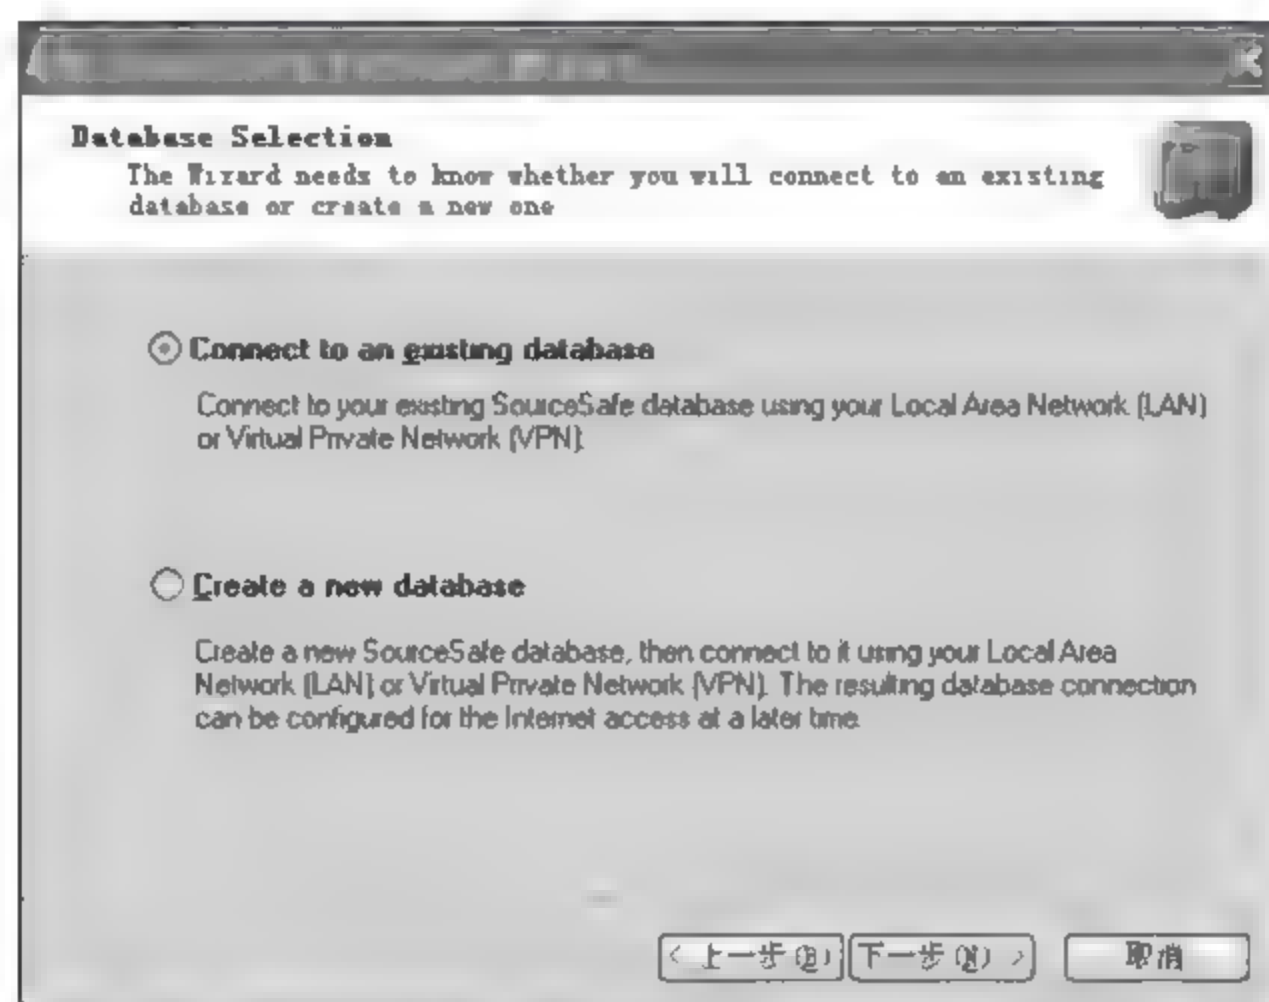 Database Selection
The Wizard needs to know whether you will connect to an existing
database or create a new one
Connect to an existing database
Connect to your existing SourceSafe database using your Local Area Network (LAN)
or Virtual Private Network (VPN).
Create a new database
Create a new SourceSafe database, then connect to it using your Local Area
Network (LAN) or Virtual Private Network (VPN). The resulting database connection
can be configured for the Internet access at a later time.
< 上一步(B) 下一步(N) > 取消